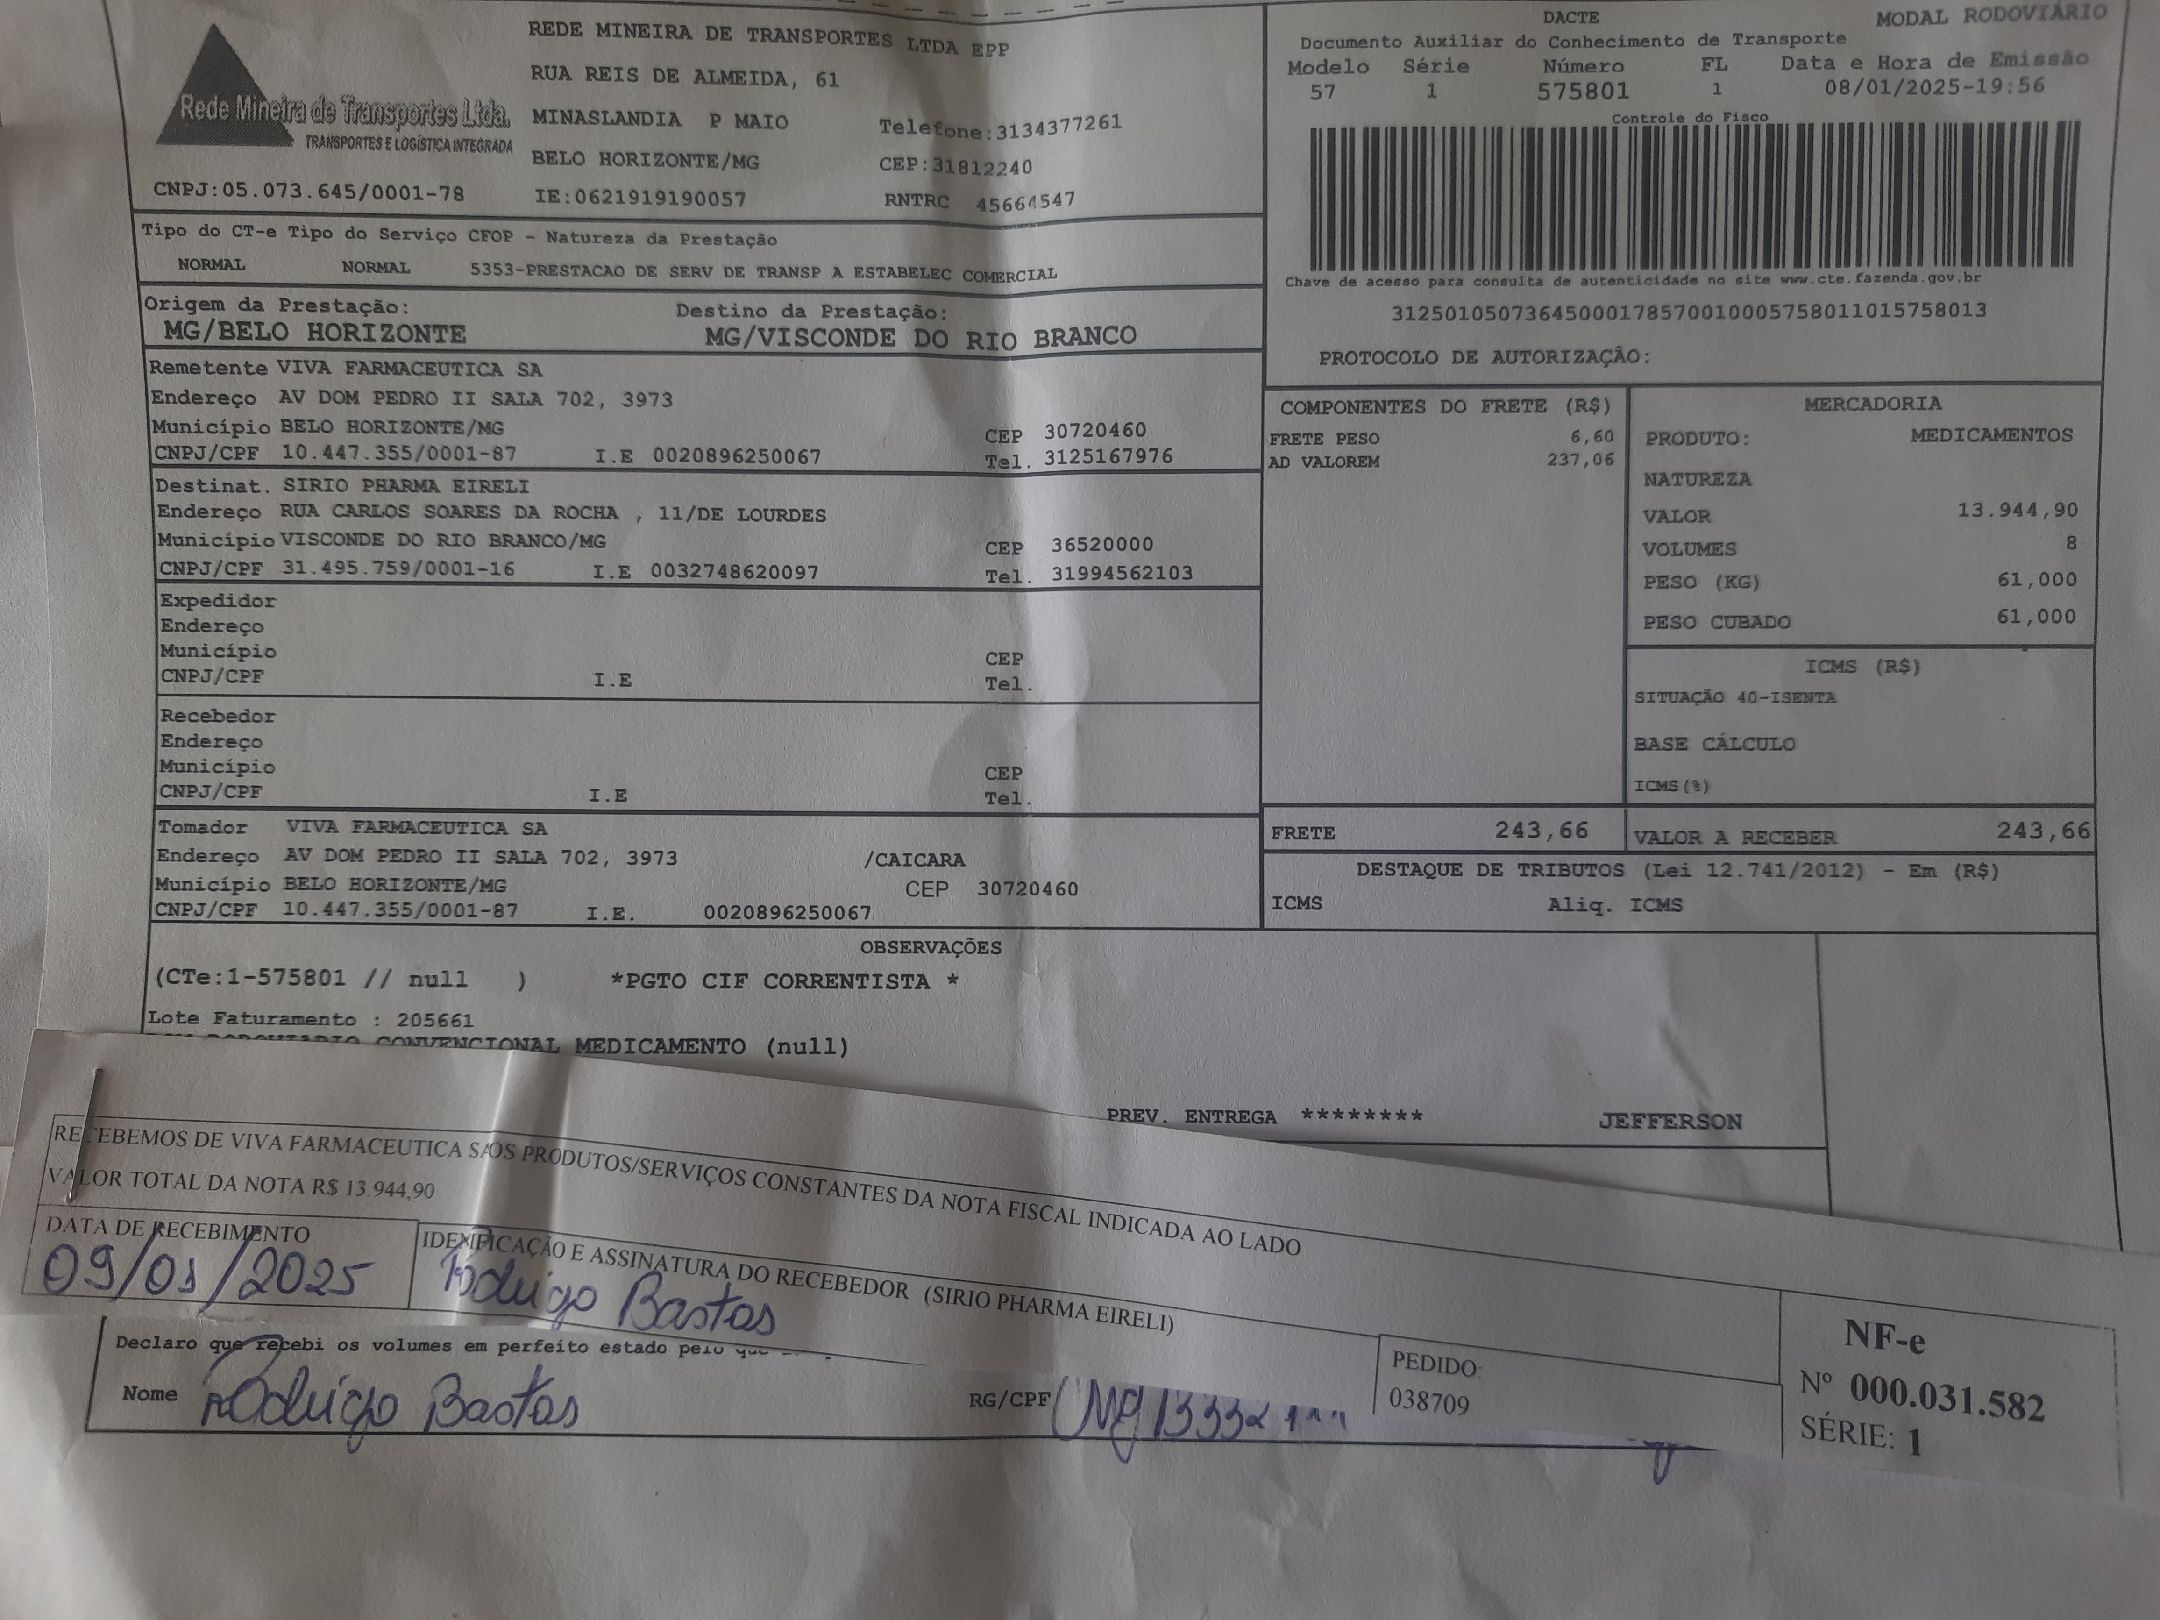 REDE MINEIRA DE TRANSPORTES LTDA EPP
RUA REIS DE ALMEIDA, 61
Rede Mineira de Transportes Ltda.
TRANSPORTES E LOGÍSTICA INTEGRADA
MINASLANDIA P MAIO Telefone:3134377261
BELO HORIZONTE/MG CEP:31812240
CNPJ:05.073.645/0001-78 IE:0621919190057 RNTRC 45664547
DACTE MODAL RODOVIÁRIO
Documento Auxiliar do Conhecimento de Transporte
Modelo Série Número FL Data e Hora de Emissão
57 1 575801 1 08/01/2025-19:56
Controle do Fisco
Chave de acesso para consulta de autenticidade no site www.cte.fazenda.gov.br
31250105073645000178570010005758011015758013
PROTOCOLO DE AUTORIZAÇÃO:
Tipo do CT-e Tipo do Serviço CFOP - Natureza da Prestação
NORMAL NORMAL 5353-PRESTACAO DE SERV DE TRANSP A ESTABELEC COMERCIAL
Origem da Prestação: Destino da Prestação:
MG/BELO HORIZONTE MG/VISCONDE DO RIO BRANCO
Remetente VIVA FARMACEUTICA SA
Endereço AV DOM PEDRO II SALA 702, 3973
Município BELO HORIZONTE/MG CEP 30720460
CNPJ/CPF 10.447.355/0001-87 I.E 0020896250067 Tel. 3125167976
Destinat. SIRIO PHARMA EIRELI
Endereço RUA CARLOS SOARES DA ROCHA , 11/DE LOURDES
Município VISCONDE DO RIO BRANCO/MG CEP 36520000
CNPJ/CPF 31.495.759/0001-16 I.E 0032748620097 Tel. 31994562103
Expedidor
Endereço
Município CEP
CNPJ/CPF I.E Tel.
Recebedor
Endereço
Município CEP
CNPJ/CPF I.E Tel.
Tomador VIVA FARMACEUTICA SA
Endereço AV DOM PEDRO II SALA 702, 3973 /CAICARA
Município BELO HORIZONTE/MG CEP 30720460
CNPJ/CPF 10.447.355/0001-87 I.E. 0020896250067
COMPONENTES DO FRETE (R$)
FRETE PESO 6,60
AD VALOREM 237,06
MERCADORIA
PRODUTO: MEDICAMENTOS
NATUREZA
VALOR 13.944,90
VOLUMES 8
PESO (KG) 61,000
PESO CUBADO 61,000
ICMS (R$)
SITUAÇÃO 40-ISENTA
BASE CÁLCULO
ICMS(%)
FRETE 243,66 VALOR A RECEBER 243,66
DESTAQUE DE TRIBUTOS (Lei 12.741/2012) - Em (R$)
ICMS Aliq. ICMS
OBSERVAÇÕES
(CTe:1-575801 // null ) *PGTO CIF CORRENTISTA *
Lote Faturamento : 205661
RODOVIARIO CONVENCIONAL MEDICAMENTO (null)
PREV. ENTREGA ******** JEFFERSON
RECEBEMOS DE VIVA FARMACEUTICA S/A OS PRODUTOS/SERVIÇOS CONSTANTES DA NOTA FISCAL INDICADA AO LADO
VALOR TOTAL DA NOTA R$ 13.944,90
DATA DE RECEBIMENTO IDENFICAÇÃO E ASSINATURA DO RECEBEDOR (SIRIO PHARMA EIRELI)
09/01/2025 Rodrigo Bastos
NF-e
Nº 000.031.582
SÉRIE: 1
PEDIDO:
038709
Declaro que recebi os volumes em perfeito estado pelo que
Nome Rodrigo Bastos RG/CPF